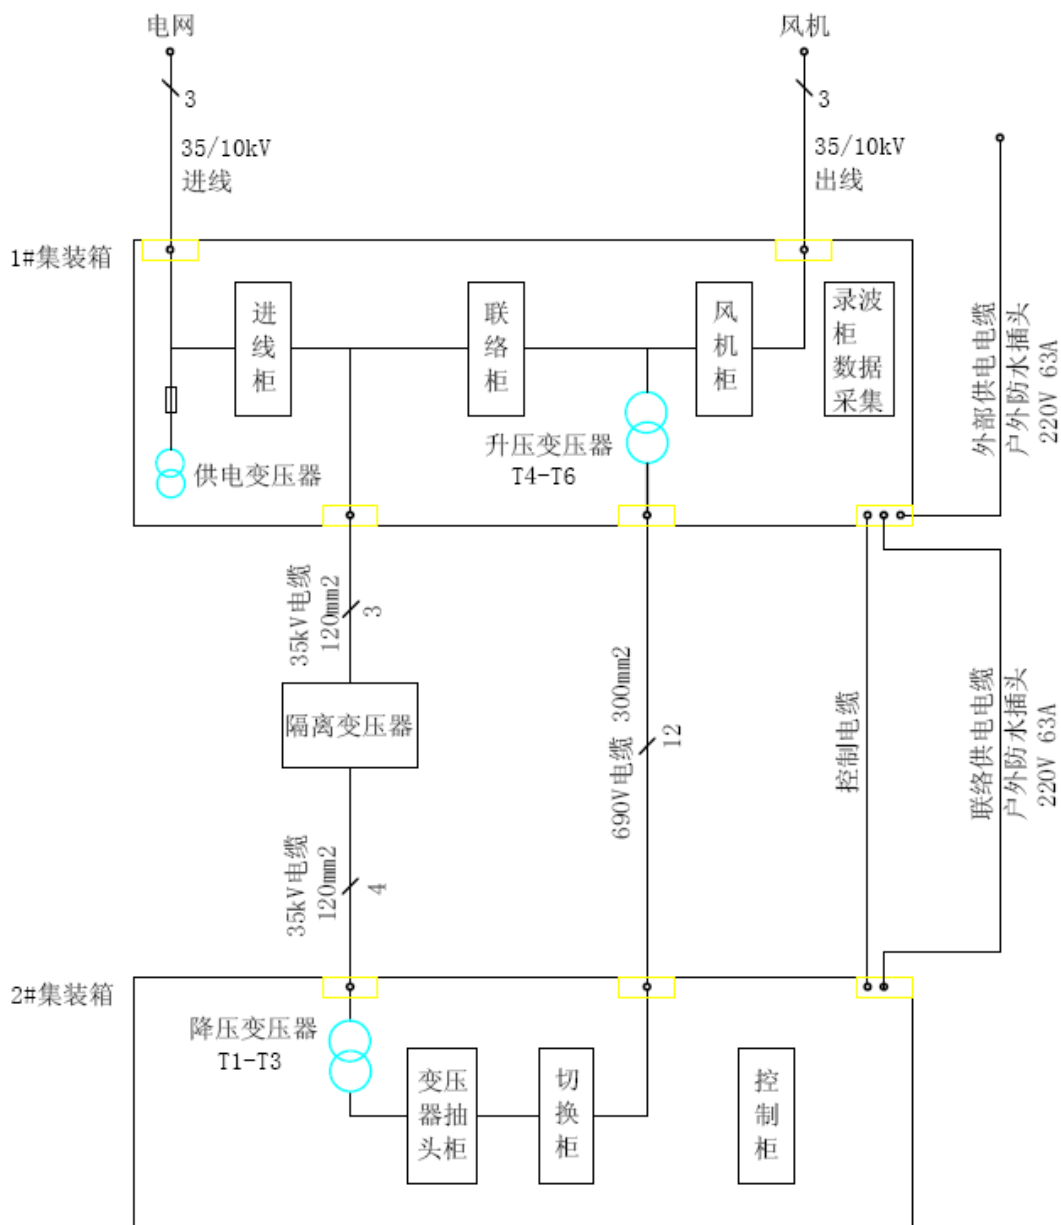 电网
风机
3
3
35/10kV
进线
35/10kV
出线
1#集装箱
进
线
柜
联
络
柜
风
机
柜
录波
柜
数据
采集
供电变压器
升压变压器
T4-T6
外部供电电缆
户外防水插头
220V 63A
35kV电缆
120mm2
3
隔离变压器
690V电缆 300mm2
12
控制电缆
联络供电电缆
户外防水插头
220V 63A
35kV电缆
120mm2
4
2#集装箱
降压变压器
T1-T3
变压
器抽
头柜
切
换
柜
控
制
柜